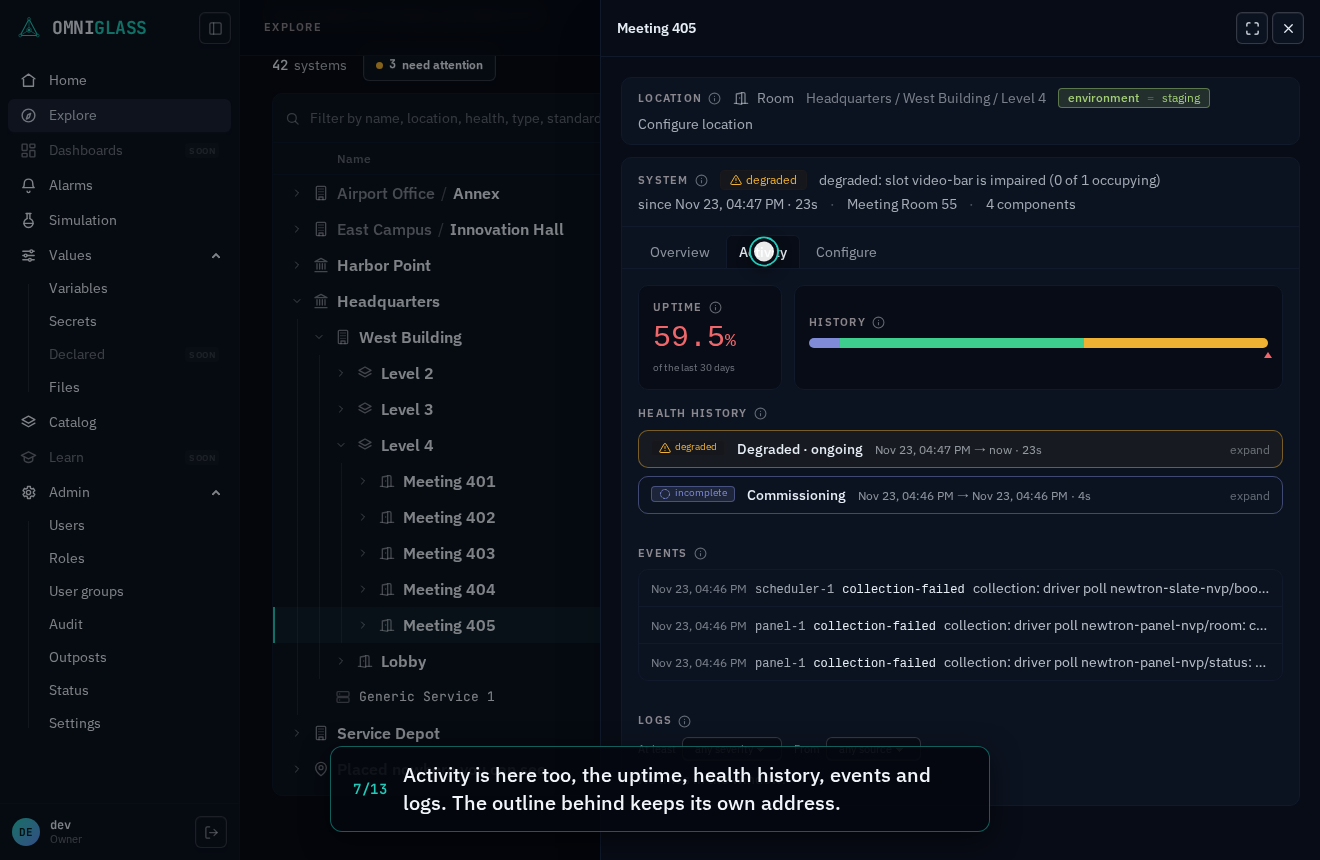 OMNIGLASS
Home
Explore
Dashboards SOON
Alarms
Simulation
Values
Variables
Secrets
Declared SOON
Files
Catalog
Learn SOON
Admin
Users
Roles
User groups
Audit
Outposts
Status
Settings
DE dev
Owner
EXPLORE
42 systems 3 need attention
Filter by name, location, health, type, standard
Name
Airport Office / Annex
East Campus / Innovation Hall
Harbor Point
Headquarters
West Building
Level 2
Level 3
Level 4
Meeting 401
Meeting 402
Meeting 403
Meeting 404
Meeting 405
Lobby
Generic Service 1
Service Depot
Meeting 405
LOCATION Room Headquarters / West Building / Level 4 environment = staging
Configure location
SYSTEM degraded degraded: slot video-bar is impaired (0 of 1 occupying)
since Nov 23, 04:47 PM · 23s · Meeting Room 55 · 4 components
Overview Activity Configure
UPTIME
59.5%
of the last 30 days
HISTORY
HEALTH HISTORY
degraded Degraded · ongoing Nov 23, 04:47 PM → now · 23s expand
incomplete Commissioning Nov 23, 04:46 PM → Nov 23, 04:46 PM · 4s expand
EVENTS
Nov 23, 04:46 PM scheduler-1 collection-failed collection: driver poll newtron-slate-nvp/boo…
Nov 23, 04:46 PM panel-1 collection-failed collection: driver poll newtron-panel-nvp/room: c…
Nov 23, 04:46 PM panel-1 collection-failed collection: driver poll newtron-panel-nvp/status: …
LOGS
At least any severity From any source
7/13 Activity is here too, the uptime, health history, events and
logs. The outline behind keeps its own address.